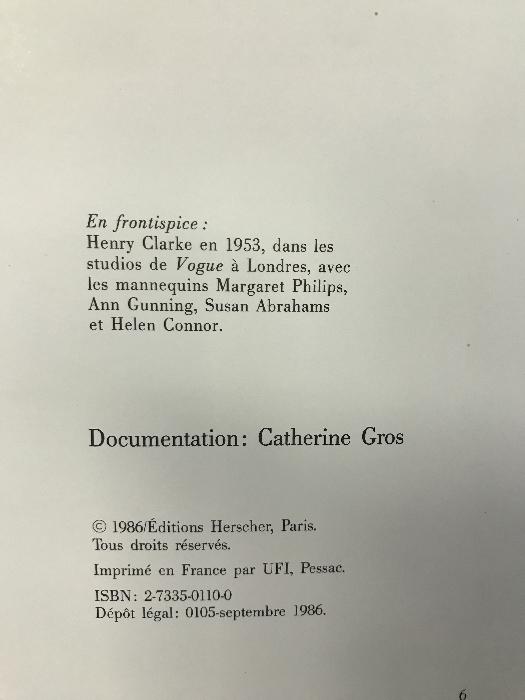 En frontispice :
Henry Clarke en 1953, dans les
studios de Vogue à Londres, avec
les mannequins Margaret Philips,
Ann Gunning, Susan Abrahams
et Helen Connor.
Documentation: Catherine Gros
© 1986/Éditions Herscher, Paris.
Tous droits réservés.
Imprimé en France par UFI, Pessac.
ISBN: 2-7335-0110-0
Dépôt légal: 0105-septembre 1986.
6